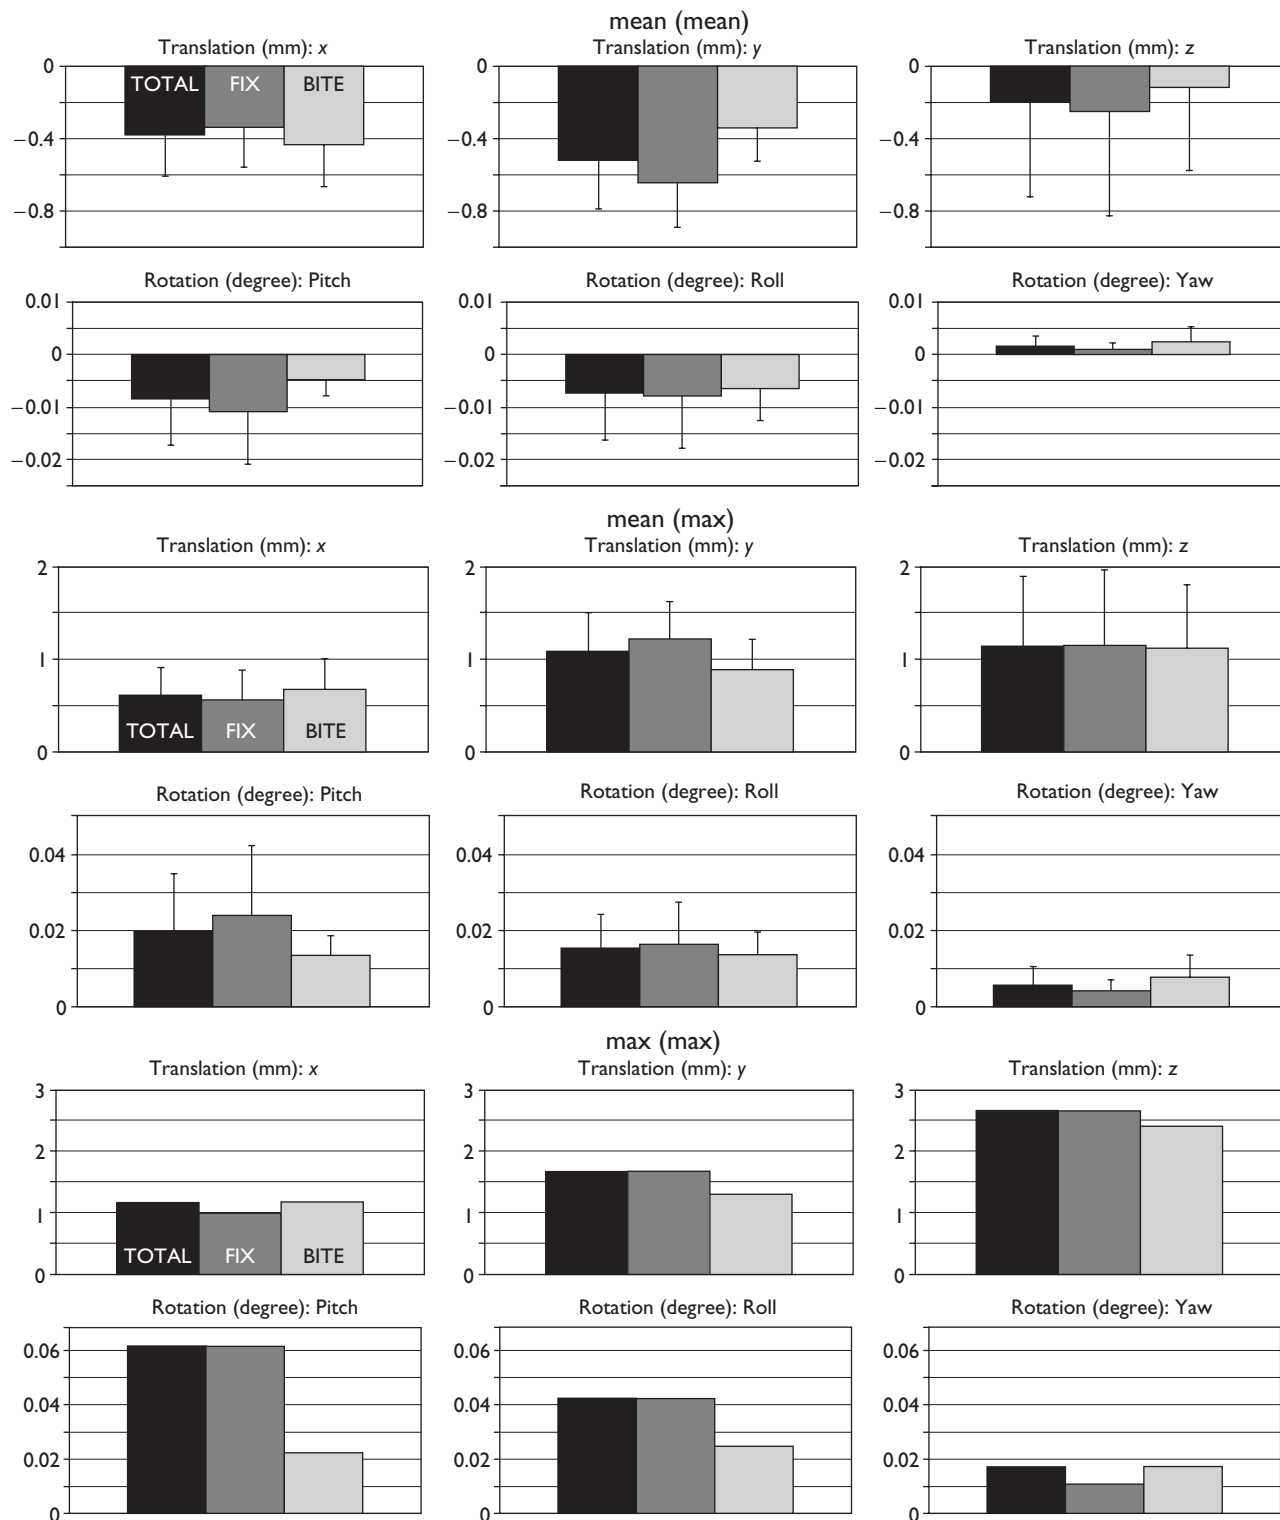 mean (mean)
Translation (mm): x
Translation (mm): y
Translation (mm): z
0
−0.4
−0.8
TOTAL FIX BITE
0
−0.4
−0.8
0
−0.4
−0.8
Rotation (degree): Pitch
Rotation (degree): Roll
Rotation (degree): Yaw
0.01
0
−0.01
−0.02
0.01
0
−0.01
−0.02
0.01
0
−0.01
−0.02
mean (max)
Translation (mm): x
Translation (mm): y
Translation (mm): z
2
1
0
TOTAL FIX BITE
2
1
0
2
1
0
Rotation (degree): Pitch
Rotation (degree): Roll
Rotation (degree): Yaw
0.04
0.02
0
0.04
0.02
0
0.04
0.02
0
max (max)
Translation (mm): x
Translation (mm): y
Translation (mm): z
3
2
1
0
TOTAL FIX BITE
3
2
1
0
3
2
1
0
Rotation (degree): Pitch
Rotation (degree): Roll
Rotation (degree): Yaw
0.06
0.04
0.02
0
0.06
0.04
0.02
0
0.06
0.04
0.02
0